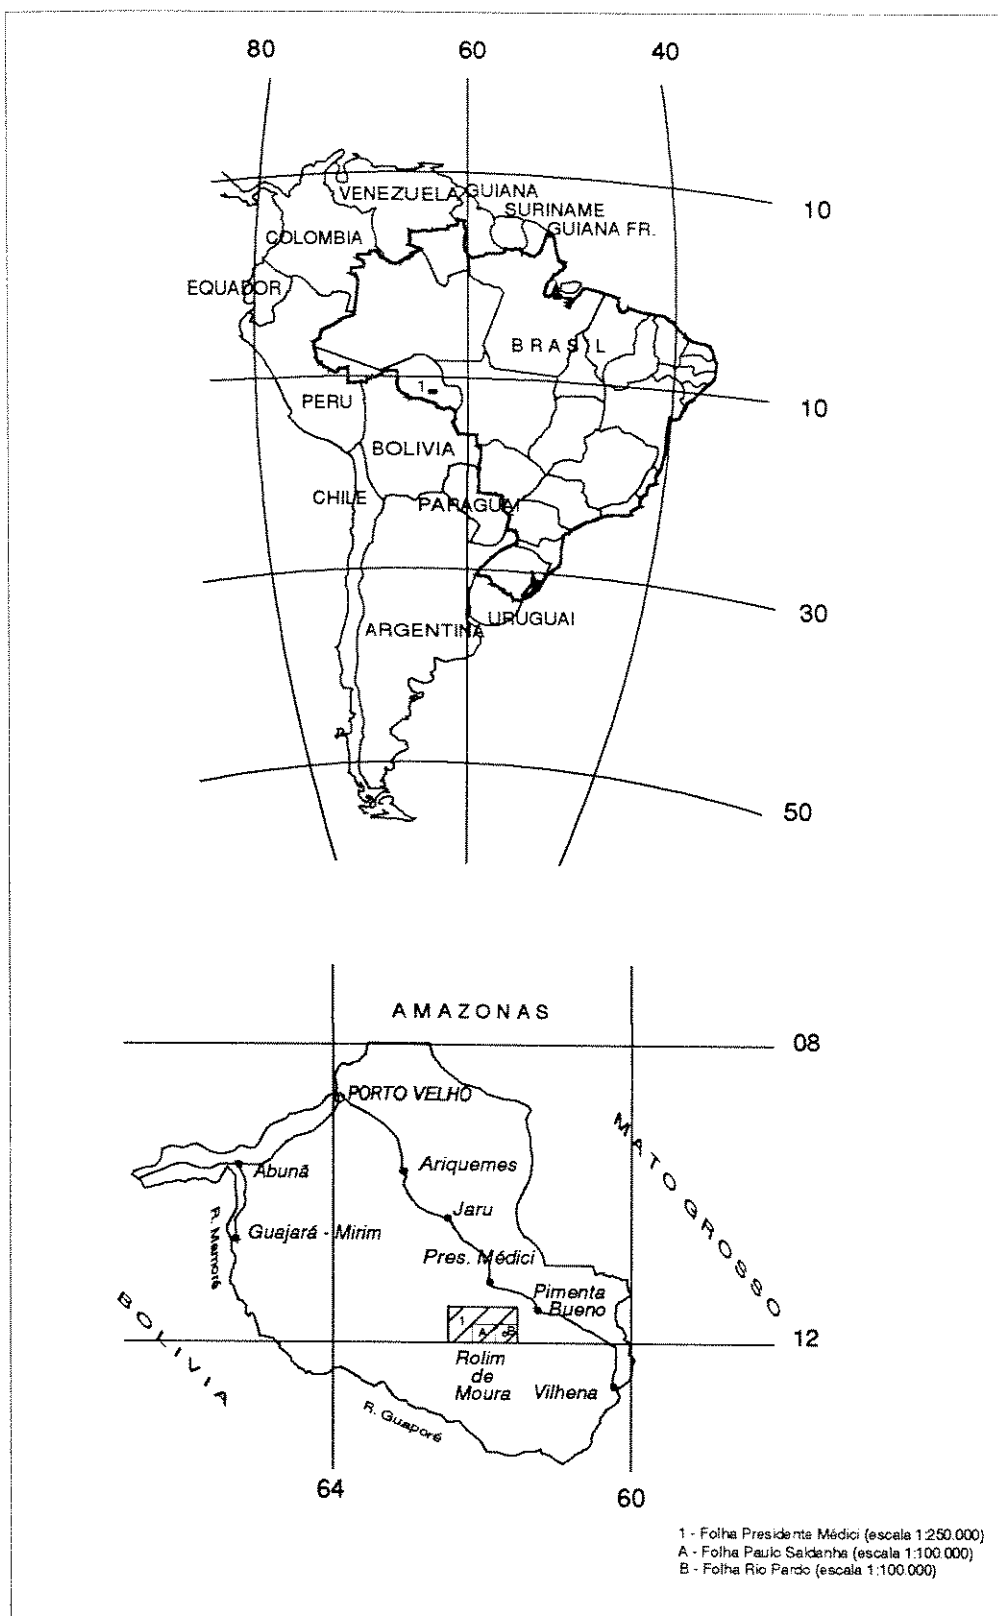 80 60 40
VENEZUELA GUIANA
SURINAME
GUIANA FR.
10
COLOMBIA
EQUADOR
BRASIL
1
PERU
10
BOLIVIA
CHILE
PARAGUAI
URUGUAI
30
ARGENTINA
50
AMAZONAS
08
PORTO VELHO
MATO GROSSO
Abunã
Ariquemes
Jaru
R. Mamoré
Guajará - Mirim
Pres. Médici
Pimenta
Bueno
BOLIVIA
1
A
B
12
Rolim
de
Moura
Vilhena
R. Guaporé
64
60
1 - Folha Presidente Médici (escala 1:250.000)
A - Folha Paulo Saldanha (escala 1:100.000)
B - Folha Rio Pardo (escala 1:100.000)